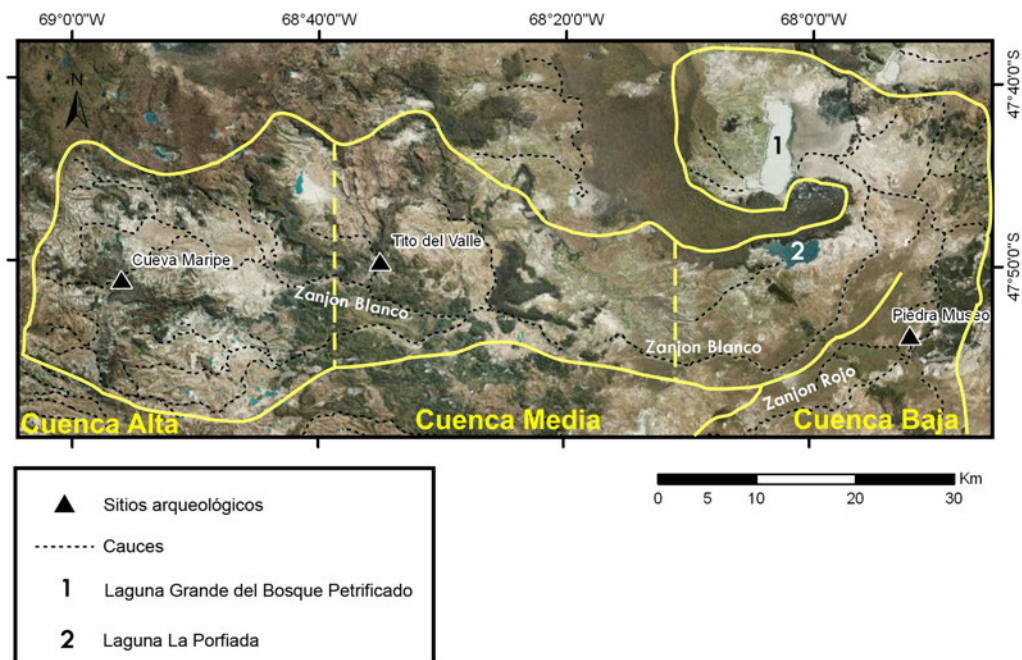 69°00'0"W 68°40'0"W 68°20'0"W 68°00'0"W
47°40'0"S
1
Tito del Valle
2
Cueva Maripe
47°50'0"S
Zanjon Blanco
Piedra Museo
Zanjon Blanco
Zanjon Rojo
Cuenca Alta Cuenca Media Cuenca Baja
Km
0 5 10 20 30
Sitios arqueológicos
Cauces
1 Laguna Grande del Bosque Petrificado
2 Laguna La Porfiada